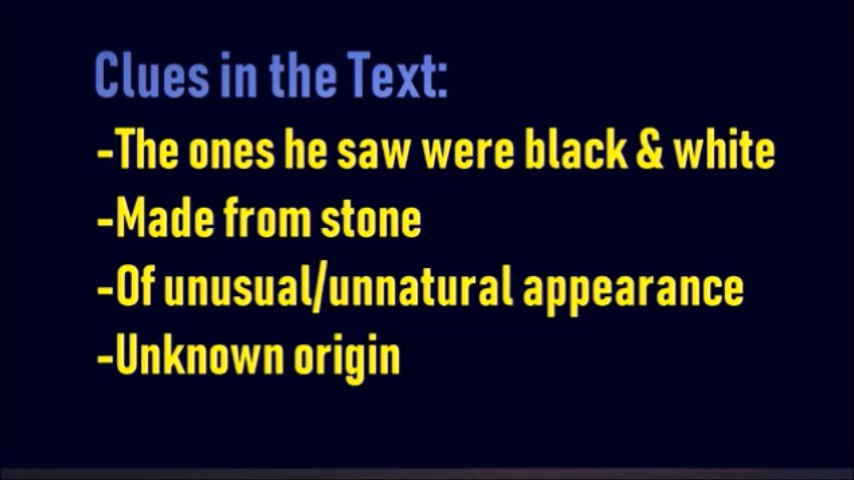 Clues in the Text:
-The ones he saw were black & white
-Made from stone
-Of unusual/unnatural appearance
-Unknown origin